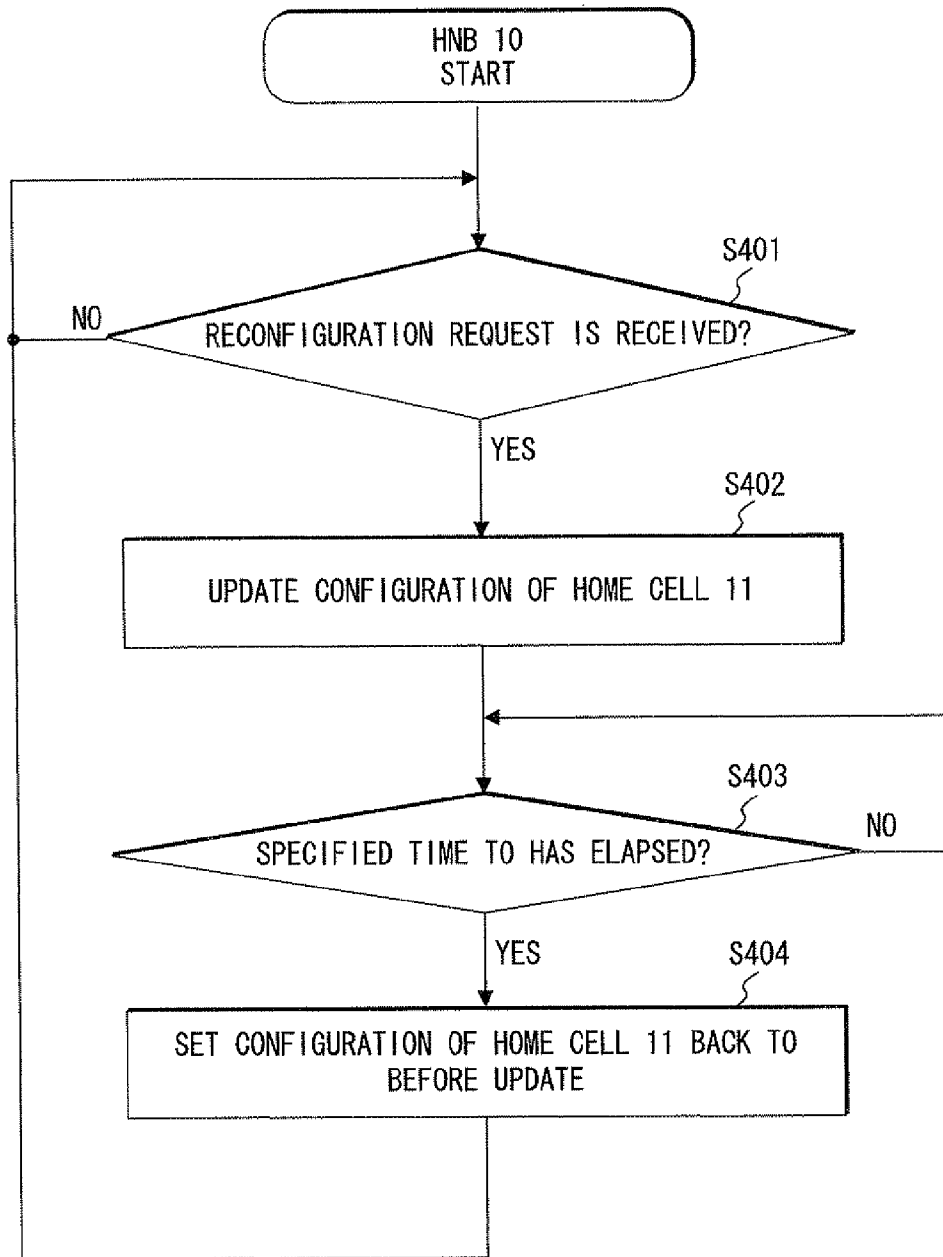 HNB 10
START
S401
NO
RECONFIGURATION REQUEST IS RECEIVED?
YES
S402
UPDATE CONFIGURATION OF HOME CELL 11
S403
NO
SPECIFIED TIME TO HAS ELAPSED?
YES
S404
SET CONFIGURATION OF HOME CELL 11 BACK TO
BEFORE UPDATE